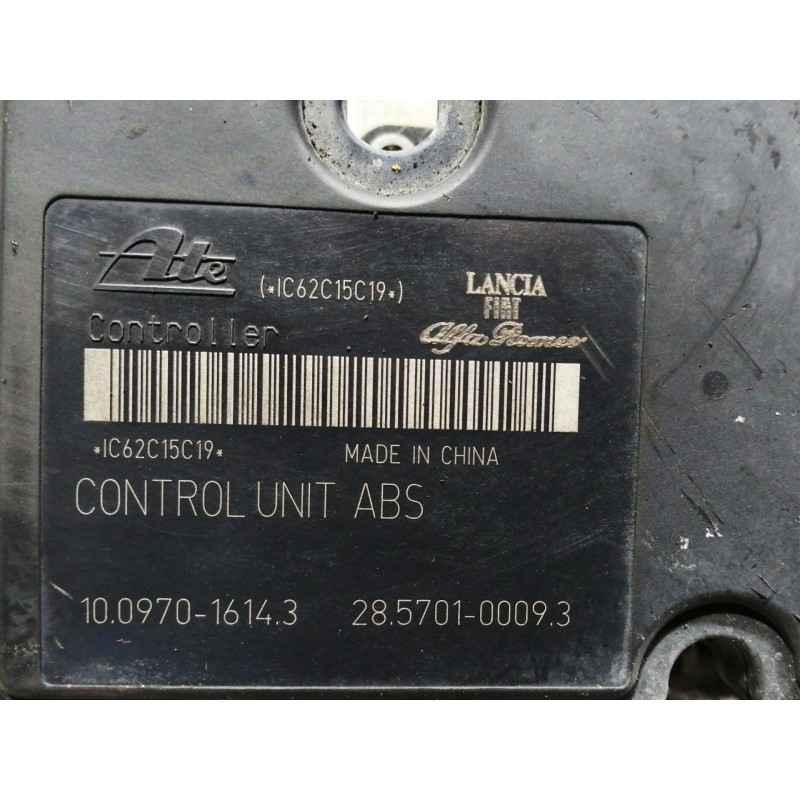 Ate
(*IC62C15C19*)
LANCIA
FIAT
Alfa Romeo
Controller
*IC62C15C19*
MADE IN CHINA
CONTROL UNIT ABS
10.0970-1614.3
28.5701-0009.3